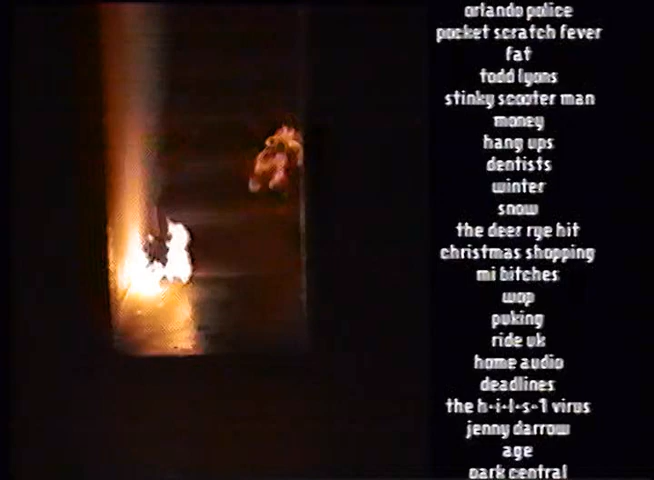 orlando police
pocket scratch fever
fat
todd lyons
stinky scooter man
money
hang ups
dentists
winter
snow
the deer rye hit
christmas shopping
mi bitches
wop
puking
ride uk
home audio
deadlines
the h-i-l-s-1 virus
jenny darrow
age
park central